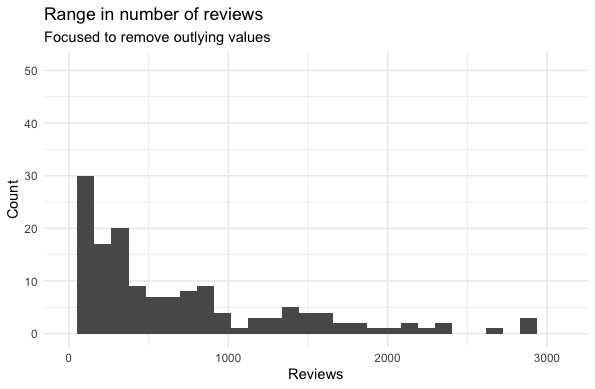 Range in number of reviews
Focused to remove outlying values
50
40
30
20
10
0
Count
0 1000 2000 3000
Reviews